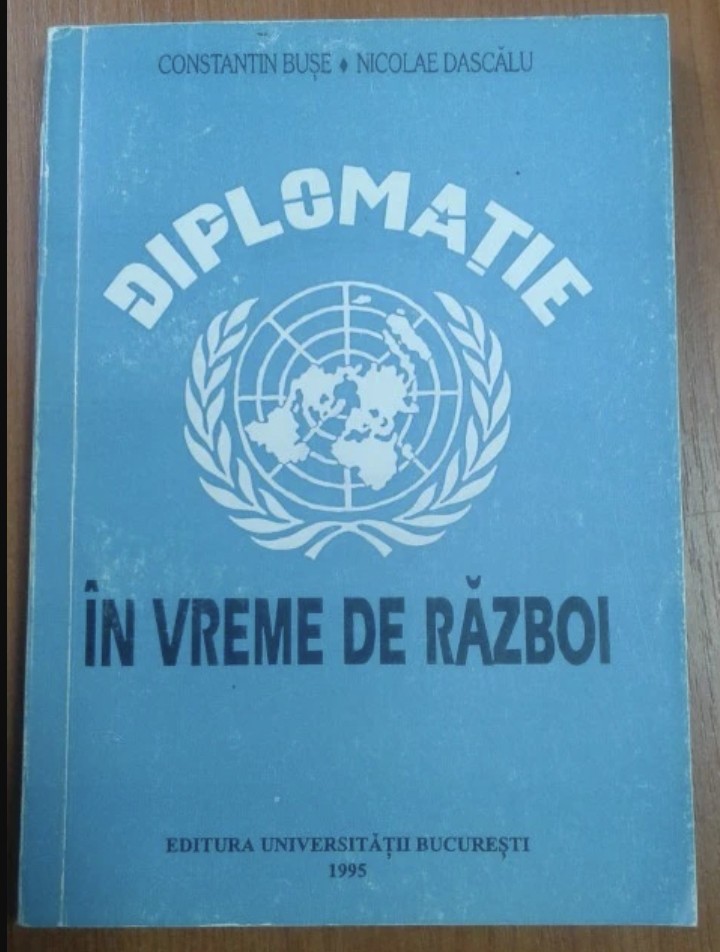 CONSTANTIN BUȘE ♦ NICOLAE DASCĂLU
DIPLOMAȚIE
ÎN VREME DE RĂZBOI
EDITURA UNIVERSITĂȚII BUCUREȘTI
1995